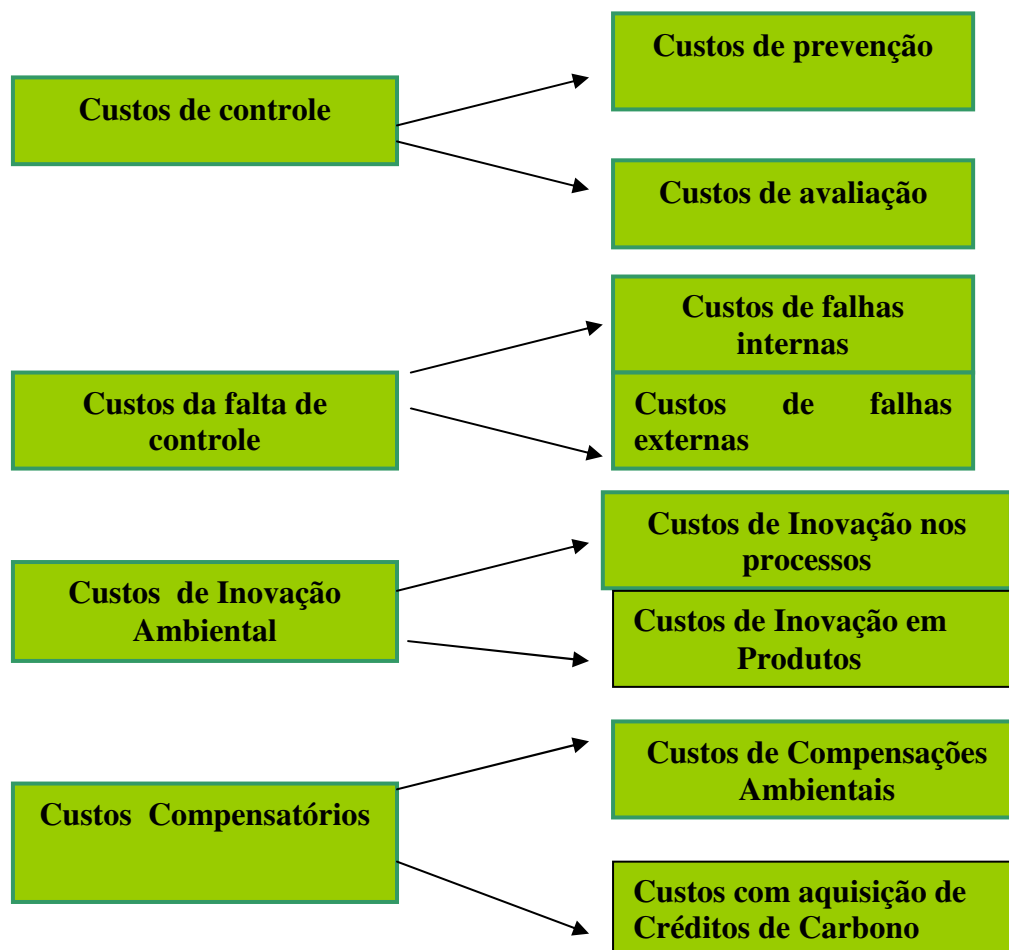 Custos de controle
Custos de prevenção
Custos de avaliação
Custos da falta de
controle
Custos de falhas
internas
Custos de falhas
externas
Custos de Inovação
Ambiental
Custos de Inovação nos
processos
Custos de Inovação em
Produtos
Custos Compensatórios
Custos de Compensações
Ambientais
Custos com aquisição de
Créditos de Carbono